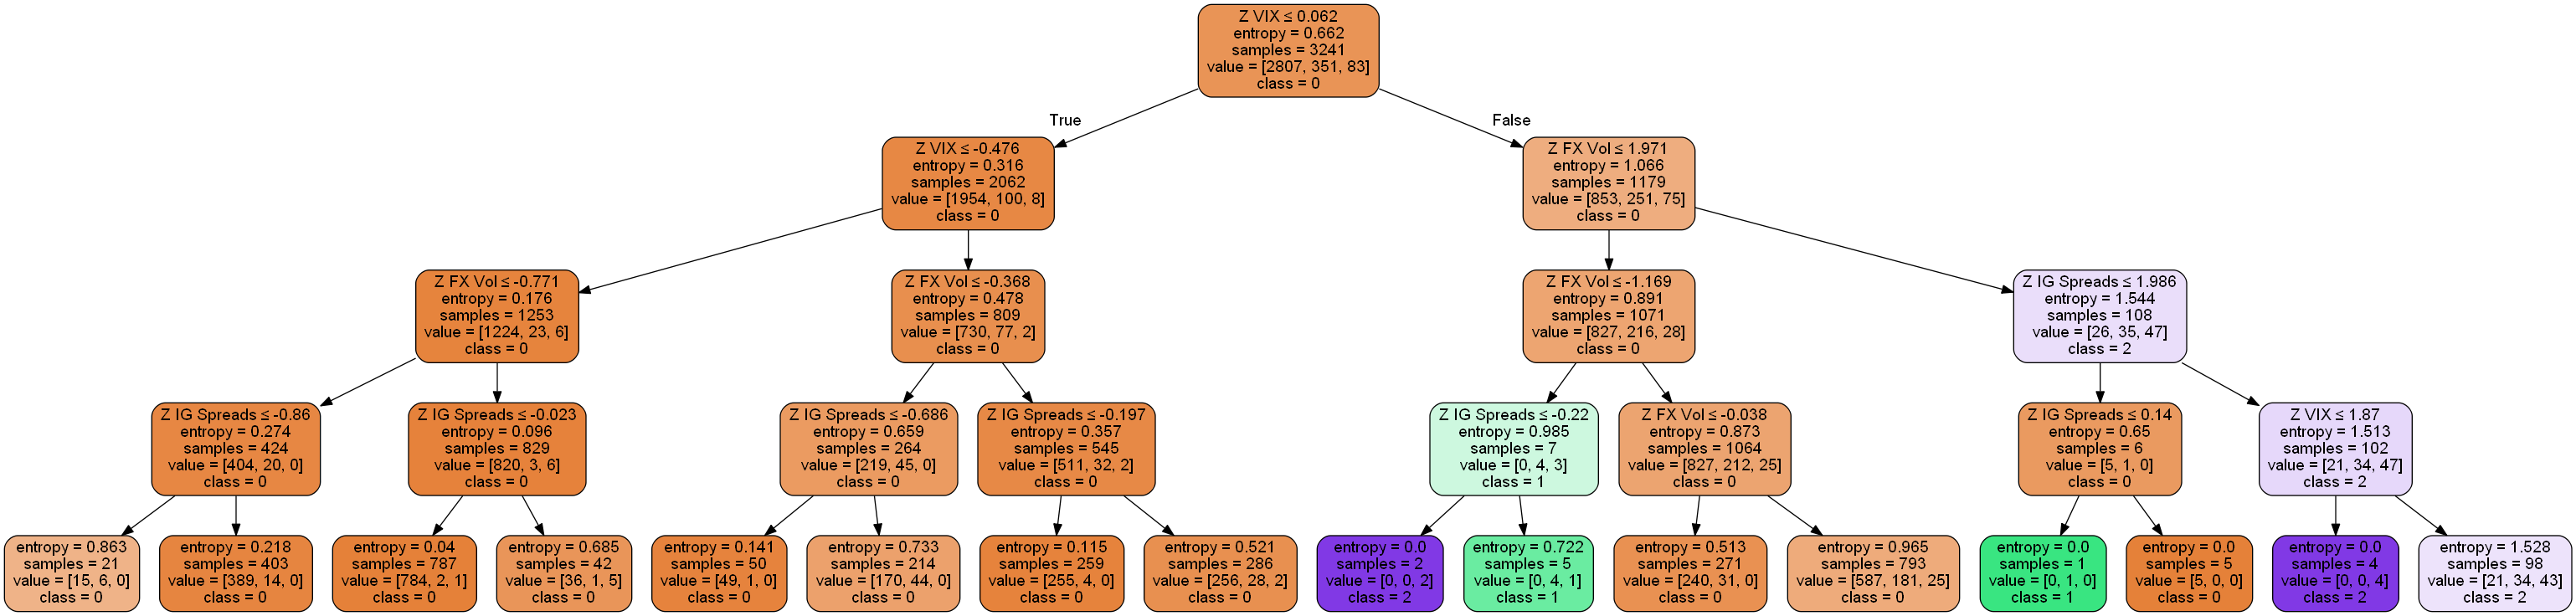 Z VIX ≤ 0.062
entropy = 0.662
samples = 3241
value = [2807, 351, 83]
class = 0
True
False
Z VIX ≤ -0.476
entropy = 0.316
samples = 2062
value = [1954, 100, 8]
class = 0
Z FX Vol ≤ 1.971
entropy = 1.066
samples = 1179
value = [853, 251, 75]
class = 0
Z FX Vol ≤ -0.771
entropy = 0.176
samples = 1253
value = [1224, 23, 6]
class = 0
Z FX Vol ≤ -0.368
entropy = 0.478
samples = 809
value = [730, 77, 2]
class = 0
Z FX Vol ≤ -1.169
entropy = 0.891
samples = 1071
value = [827, 216, 28]
class = 0
Z IG Spreads ≤ 1.986
entropy = 1.544
samples = 108
value = [26, 35, 47]
class = 2
Z IG Spreads ≤ -0.86
entropy = 0.274
samples = 424
value = [404, 20, 0]
class = 0
Z IG Spreads ≤ -0.023
entropy = 0.096
samples = 829
value = [820, 3, 6]
class = 0
Z IG Spreads ≤ -0.686
entropy = 0.659
samples = 264
value = [219, 45, 0]
class = 0
Z IG Spreads ≤ -0.197
entropy = 0.357
samples = 545
value = [511, 32, 2]
class = 0
Z IG Spreads ≤ -0.22
entropy = 0.985
samples = 7
value = [0, 4, 3]
class = 1
Z FX Vol ≤ -0.038
entropy = 0.873
samples = 1064
value = [827, 212, 25]
class = 0
Z IG Spreads ≤ 0.14
entropy = 0.65
samples = 6
value = [5, 1, 0]
class = 0
Z VIX ≤ 1.87
entropy = 1.513
samples = 102
value = [21, 34, 47]
class = 2
entropy = 0.863
samples = 21
value = [15, 6, 0]
class = 0
entropy = 0.218
samples = 403
value = [389, 14, 0]
class = 0
entropy = 0.04
samples = 787
value = [784, 2, 1]
class = 0
entropy = 0.685
samples = 42
value = [36, 1, 5]
class = 0
entropy = 0.141
samples = 50
value = [49, 1, 0]
class = 0
entropy = 0.733
samples = 214
value = [170, 44, 0]
class = 0
entropy = 0.115
samples = 259
value = [255, 4, 0]
class = 0
entropy = 0.521
samples = 286
value = [256, 28, 2]
class = 0
entropy = 0.0
samples = 2
value = [0, 0, 2]
class = 2
entropy = 0.722
samples = 5
value = [0, 4, 1]
class = 1
entropy = 0.513
samples = 271
value = [240, 31, 0]
class = 0
entropy = 0.965
samples = 793
value = [587, 181, 25]
class = 0
entropy = 0.0
samples = 1
value = [0, 1, 0]
class = 1
entropy = 0.0
samples = 5
value = [5, 0, 0]
class = 0
entropy = 0.0
samples = 4
value = [0, 0, 4]
class = 2
entropy = 1.528
samples = 98
value = [21, 34, 43]
class = 2